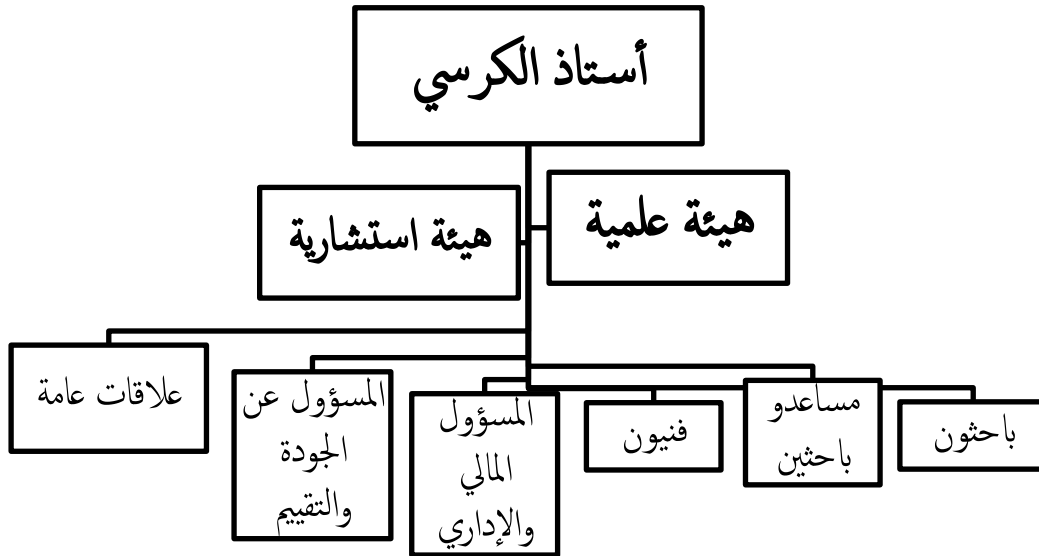 أستاذ الكرسي
هيئة علمية
هيئة استشارية
باحثون
مساعدو
باحثين
فنيون
المسؤول
المالي
والإداري
المسؤول عن
الجودة
والتقييم
علاقات عامة